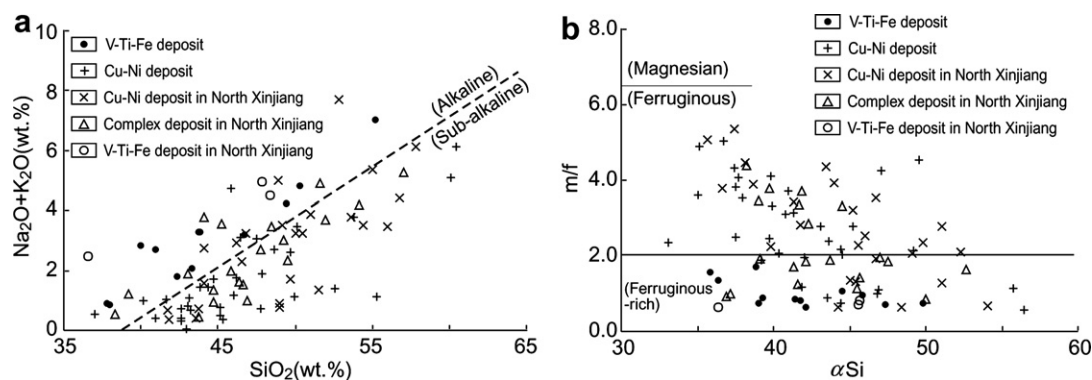 a
Na₂O+K₂O(wt.%)
10
8
6
4
2
0
V-Ti-Fe deposit
Cu-Ni deposit
Cu-Ni deposit in North Xinjiang
Complex deposit in North Xinjiang
V-Ti-Fe deposit in North Xinjiang
(Alkaline)
(Sub-alkaline)
35
45
55
65
SiO₂(wt.%)
b
m/f
8.0
6.0
4.0
2.0
0.0
(Magnesian)
(Ferruginous)
(Ferruginous
-rich)
V-Ti-Fe deposit
Cu-Ni deposit
Cu-Ni deposit in North Xinjiang
Complex deposit in North Xinjiang
V-Ti-Fe deposit in North Xinjiang
30
40
50
60
αSi